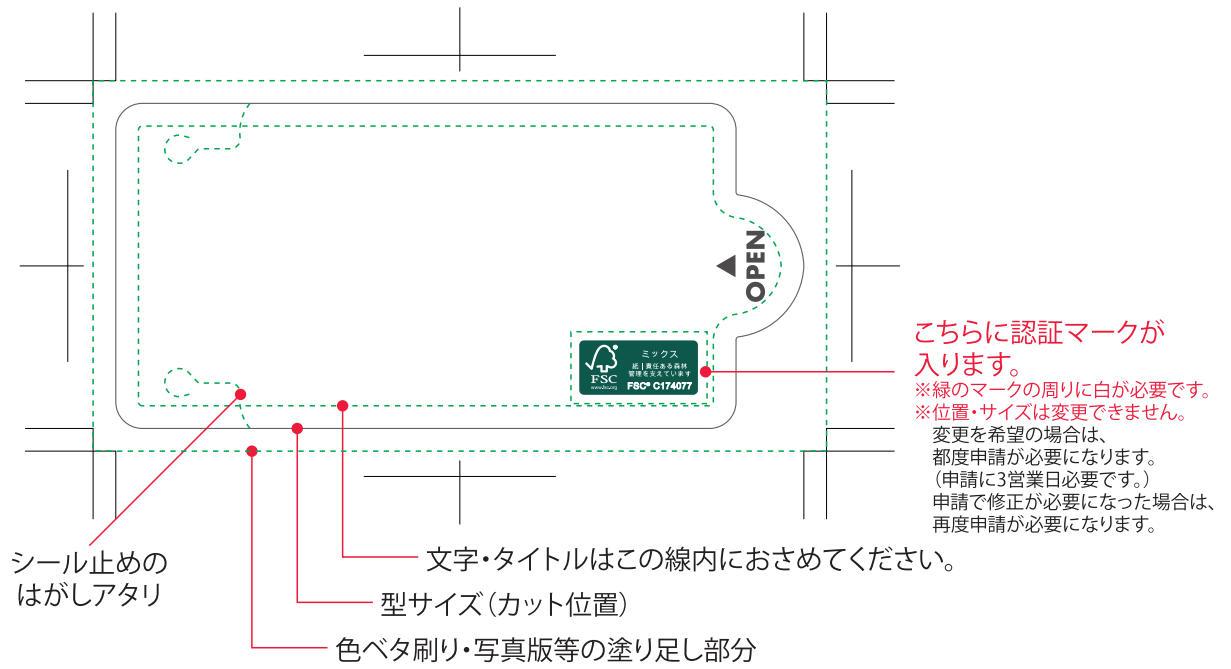 OPEN
ミックス
紙｜責任ある森林
管理を支えています
FSC
www.fsc.org
FSC® C174077
こちらに認証マークが
入ります。
※緑のマークの周りに白が必要です。
※位置・サイズは変更できません。
変更を希望の場合は、
都度申請が必要になります。
（申請に3営業日必要です。）
申請で修正が必要になった場合は、
再度申請が必要になります。
シール止めの
はがしアタリ
文字・タイトルはこの線内におさめてください。
型サイズ（カット位置）
色ベタ刷り・写真版等の塗り足し部分